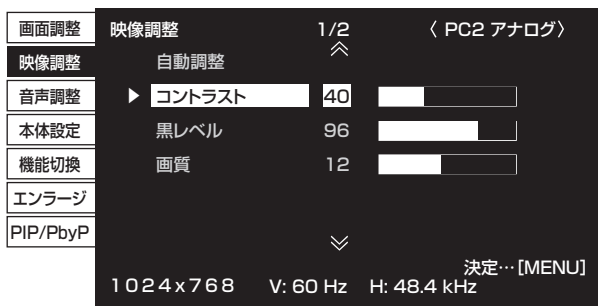 画面調整
映像調整
音声調整
本体設定
機能切換
エンラージ
PIP/PbyP
映像調整 1/2 〈 PC2 アナログ〉
自動調整
コントラスト 40
黒レベル 96
画質 12
決定…[MENU]
1024x768 V: 60 Hz H: 48.4 kHz